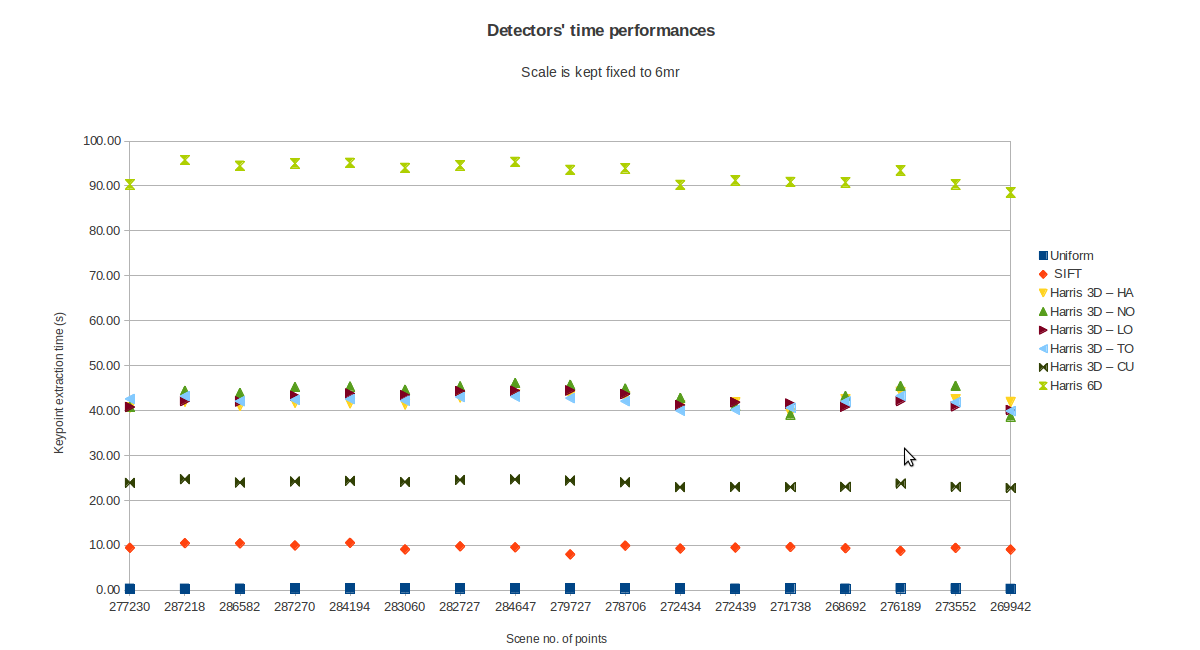 Detectors' time performances
Scale is kept fixed to 6mr
100.00
90.00
80.00
70.00
60.00
50.00
40.00
30.00
20.00
10.00
0.00
Keypoint extraction time (s)
277230 287218 286582 287270 284194 283060 282727 284647 279727 278706 272434 272439 271738 268692 276189 273552 269942
Scene no. of points
Uniform
SIFT
Harris 3D – HA
Harris 3D – NO
Harris 3D – LO
Harris 3D – TO
Harris 3D – CU
Harris 6D